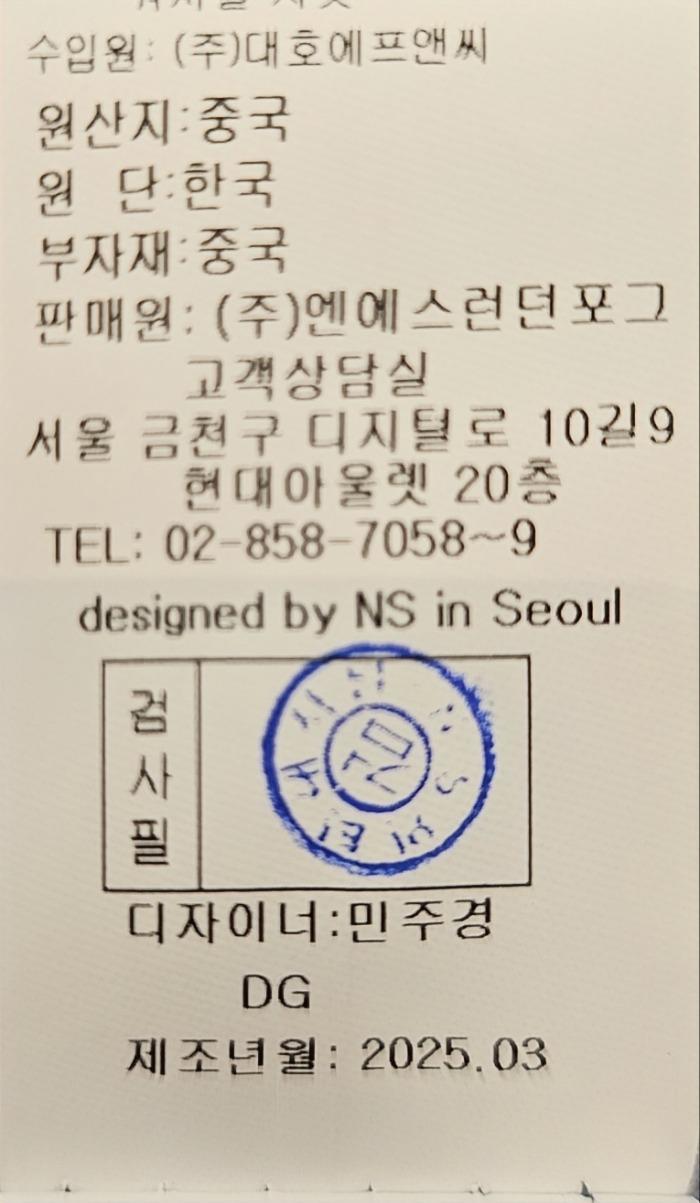 수입원: (주)대호에프앤씨
원산지:중국
원 단:한국
부자재:중국
판매원: (주)엔에스런던포그
고객상담실
서울 금천구 디지털로 10길9
현대아울렛 20층
TEL: 02-858-7058~9
designed by NS in Seoul
검
사
필
디자이너:민주경
DG
제조년월: 2025.03